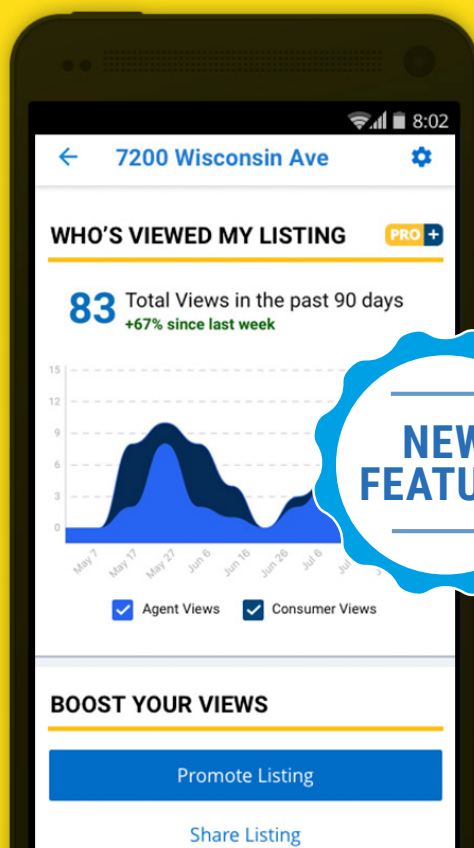 8:02
7200 Wisconsin Ave
WHO'S VIEWED MY LISTING PRO +
83 Total Views in the past 90 days
+67% since last week
15
12
9
6
3
0
May 7 May 17 May 27 Jun 6 Jun 16 Jun 26 Jul 6
Agent Views Consumer Views
NEW
BOOST YOUR VIEWS
Promote Listing
Share Listing